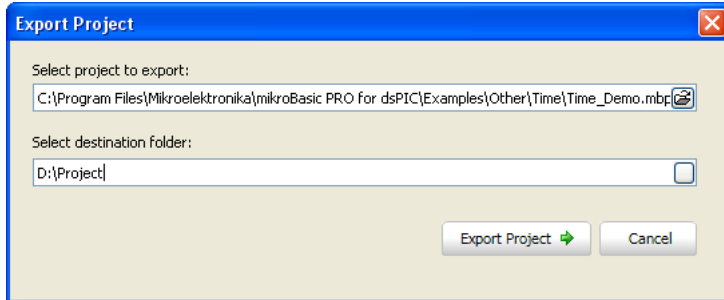 Export Project
Select project to export:
C:\Program Files\Mikroelektronika\mikroBasic PRO for dsPIC\Examples\Other\Time\Time_Demo.mbp
Select destination folder:
D:\Project
Export Project
Cancel